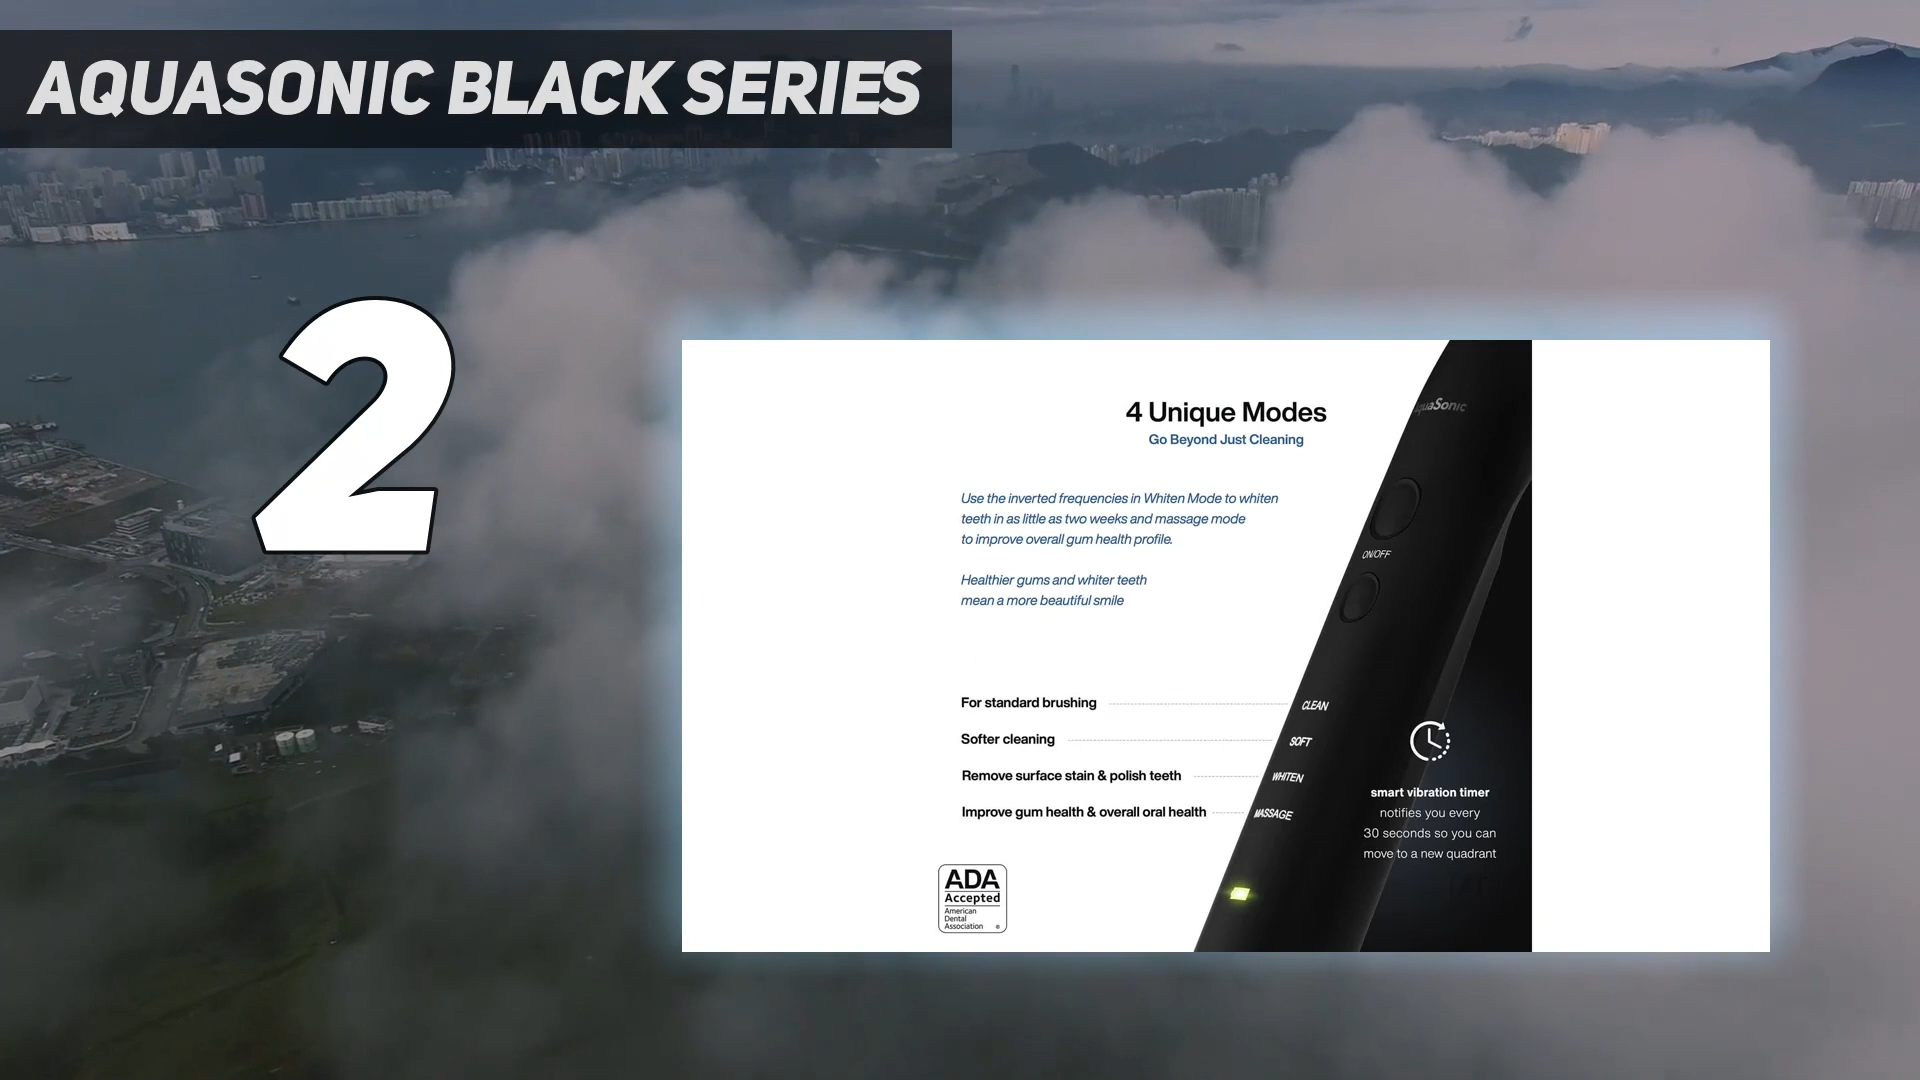 AQUASONIC BLACK SERIES
2
4 Unique Modes
Go Beyond Just Cleaning
Use the inverted frequencies in Whiten Mode to whiten
teeth in as little as two weeks and massage mode
to improve overall gum health profile.
Healthier gums and whiter teeth
mean a more beautiful smile
AquaSonic
ON/OFF
For standard brushing CLEAN
Softer cleaning SOFT
Remove surface stain & polish teeth WHITEN
Improve gum health & overall oral health MASSAGE
smart vibration timer
notifies you every
30 seconds so you can
move to a new quadrant
ADA
Accepted
American
Dental
Association ®